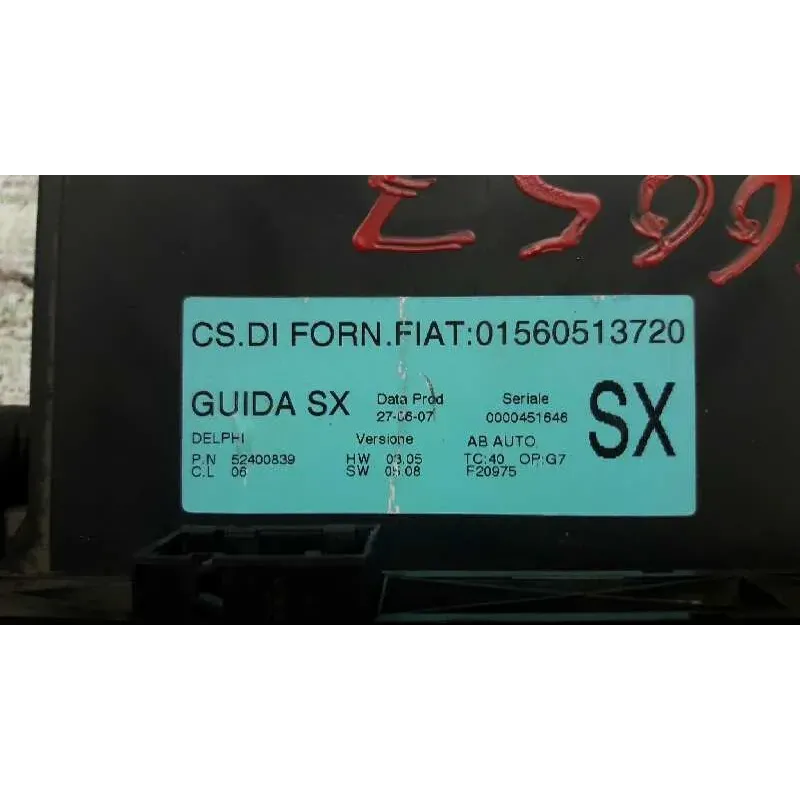 CS.DI FORN.FIAT:01560513720
GUIDA SX Data Prod Seriale SX
27-06-07 0000451646
DELPHI Versione AB AUTO
P.N 52400839 HW 03.05 TC:40 OP:G7
C.L 06 SW 05.08 F20975